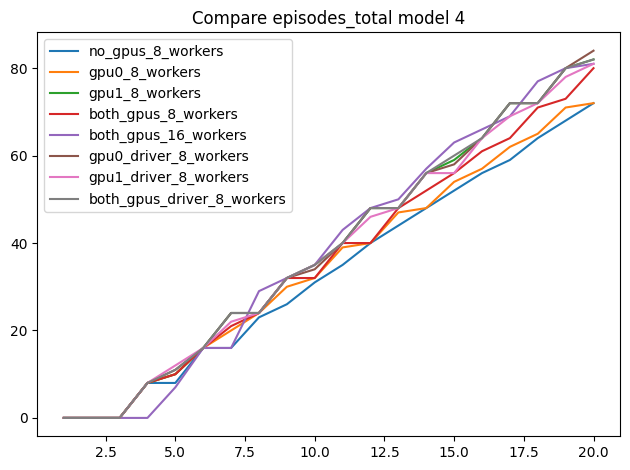 Compare episodes_total model 4
no_gpus_8_workers
gpu0_8_workers
gpu1_8_workers
both_gpus_8_workers
both_gpus_16_workers
gpu0_driver_8_workers
gpu1_driver_8_workers
both_gpus_driver_8_workers
80
60
40
20
0
2.5 5.0 7.5 10.0 12.5 15.0 17.5 20.0